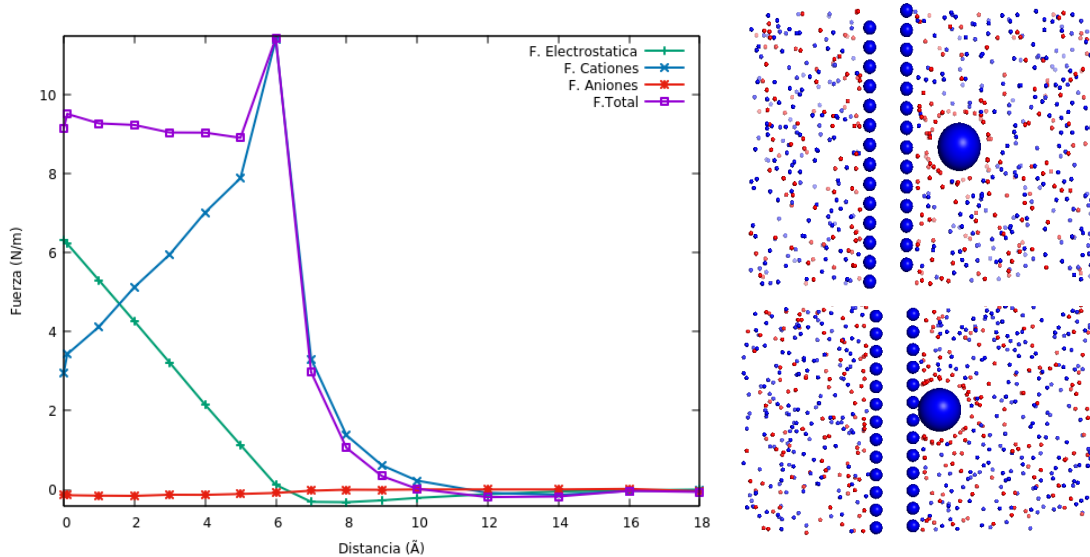 F. Electrostatica
F. Cationes
F. Aniones
F.Total
Fuerza (N/m)
10
8
6
4
2
0
0 2 4 6 8 10 12 14 16 18
Distancia (Ã)